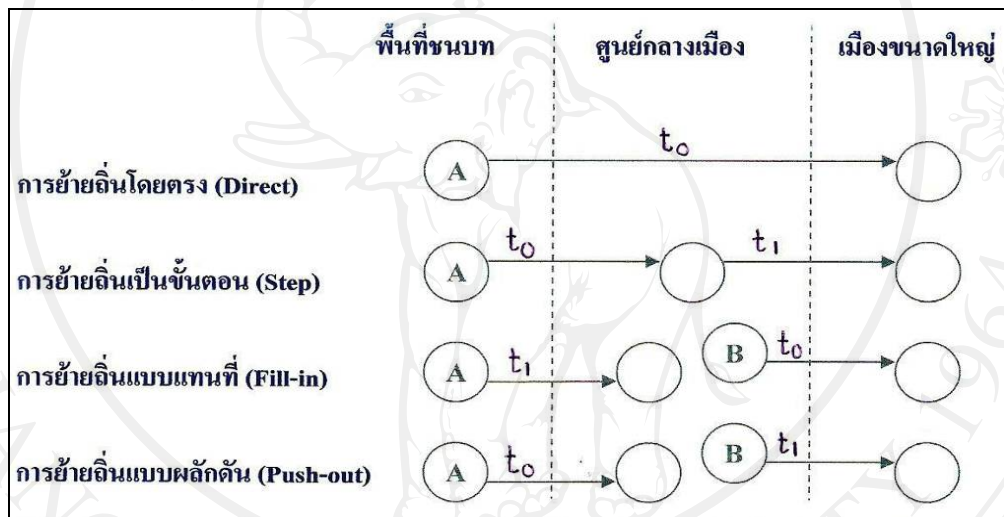 พื้นที่ชนบท ศูนย์กลางเมือง เมืองขนาดใหญ่
t₀
การย้ายถิ่นโดยตรง (Direct) A
t₀ t₁
การย้ายถิ่นเป็นขั้นตอน (Step) A
t₁ B t₀
การย้ายถิ่นแบบแทนที่ (Fill-in) A
t₀ B t₁
การย้ายถิ่นแบบผลักดัน (Push-out) A